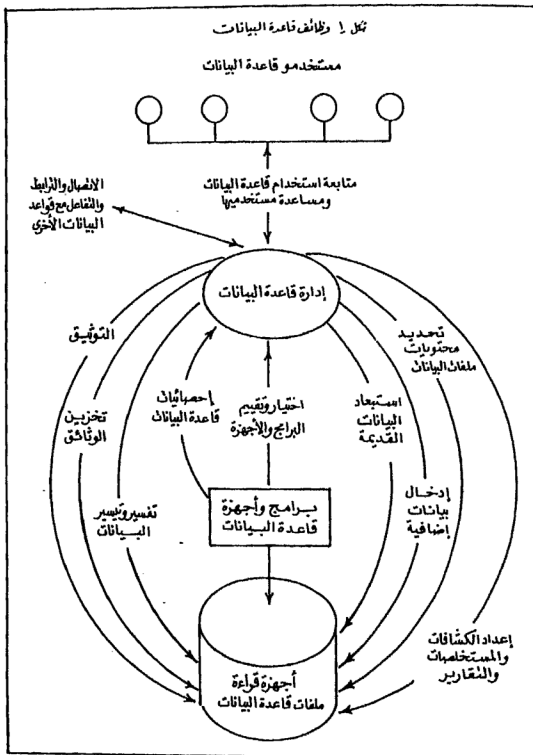 شكل ١ وظائف قاعدة البيانات
مستخدمو قاعدة البيانات
متابعة استخدام قاعدة البيانات
ومساعدة مستخدميها
الاتصال والترابط
والتفاعل مع قواعد
البيانات الأخرى
إدارة قاعدة البيانات
تحديد
محتويات
ملفات البيانات
التوثيق
استبعاد
البيانات
القديمة
اختيار وتقييم
البرامج والأجهزة
إحصائيات
قاعدة البيانات
تخزين
الوثائق
إدخال
بيانات
إضافية
برامج وأجهزة
قاعدة البيانات
تفسير وتيسير
البيانات
إعداد الكشافات
والمستخلصات
والتقارير
أجهزة قراءة
ملفات قاعدة البيانات